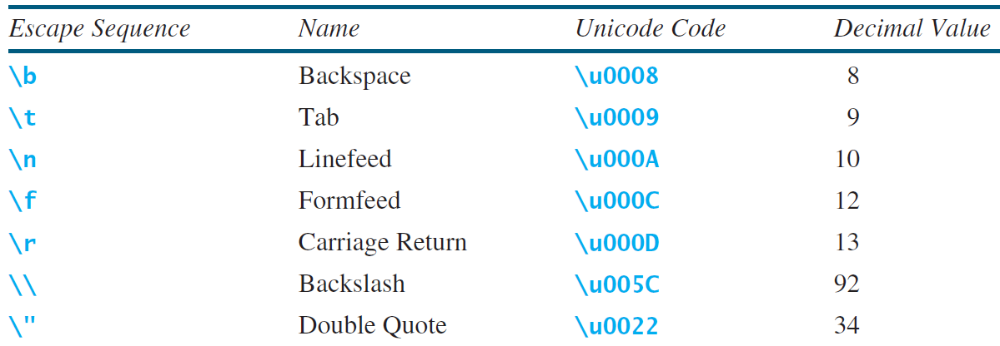 Escape Sequence Name Unicode Code Decimal Value
\b Backspace \u0008 8
\t Tab \u0009 9
\n Linefeed \u000A 10
\f Formfeed \u000C 12
\r Carriage Return \u000D 13
\\ Backslash \u005C 92
\" Double Quote \u0022 34